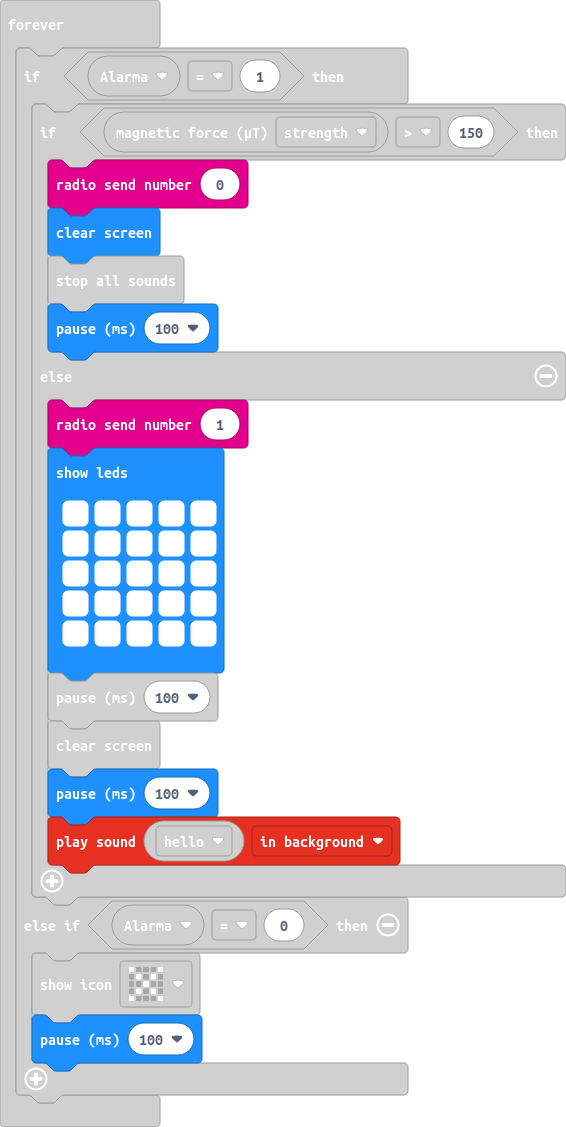 forever
if Alarma = 1 then
if magnetic force (µT) strength > 150 then
radio send number 0
clear screen
stop all sounds
pause (ms) 100
else
radio send number 1
show leds
pause (ms) 100
clear screen
pause (ms) 100
play sound hello in background
else if Alarma = 0 then
show icon
pause (ms) 100